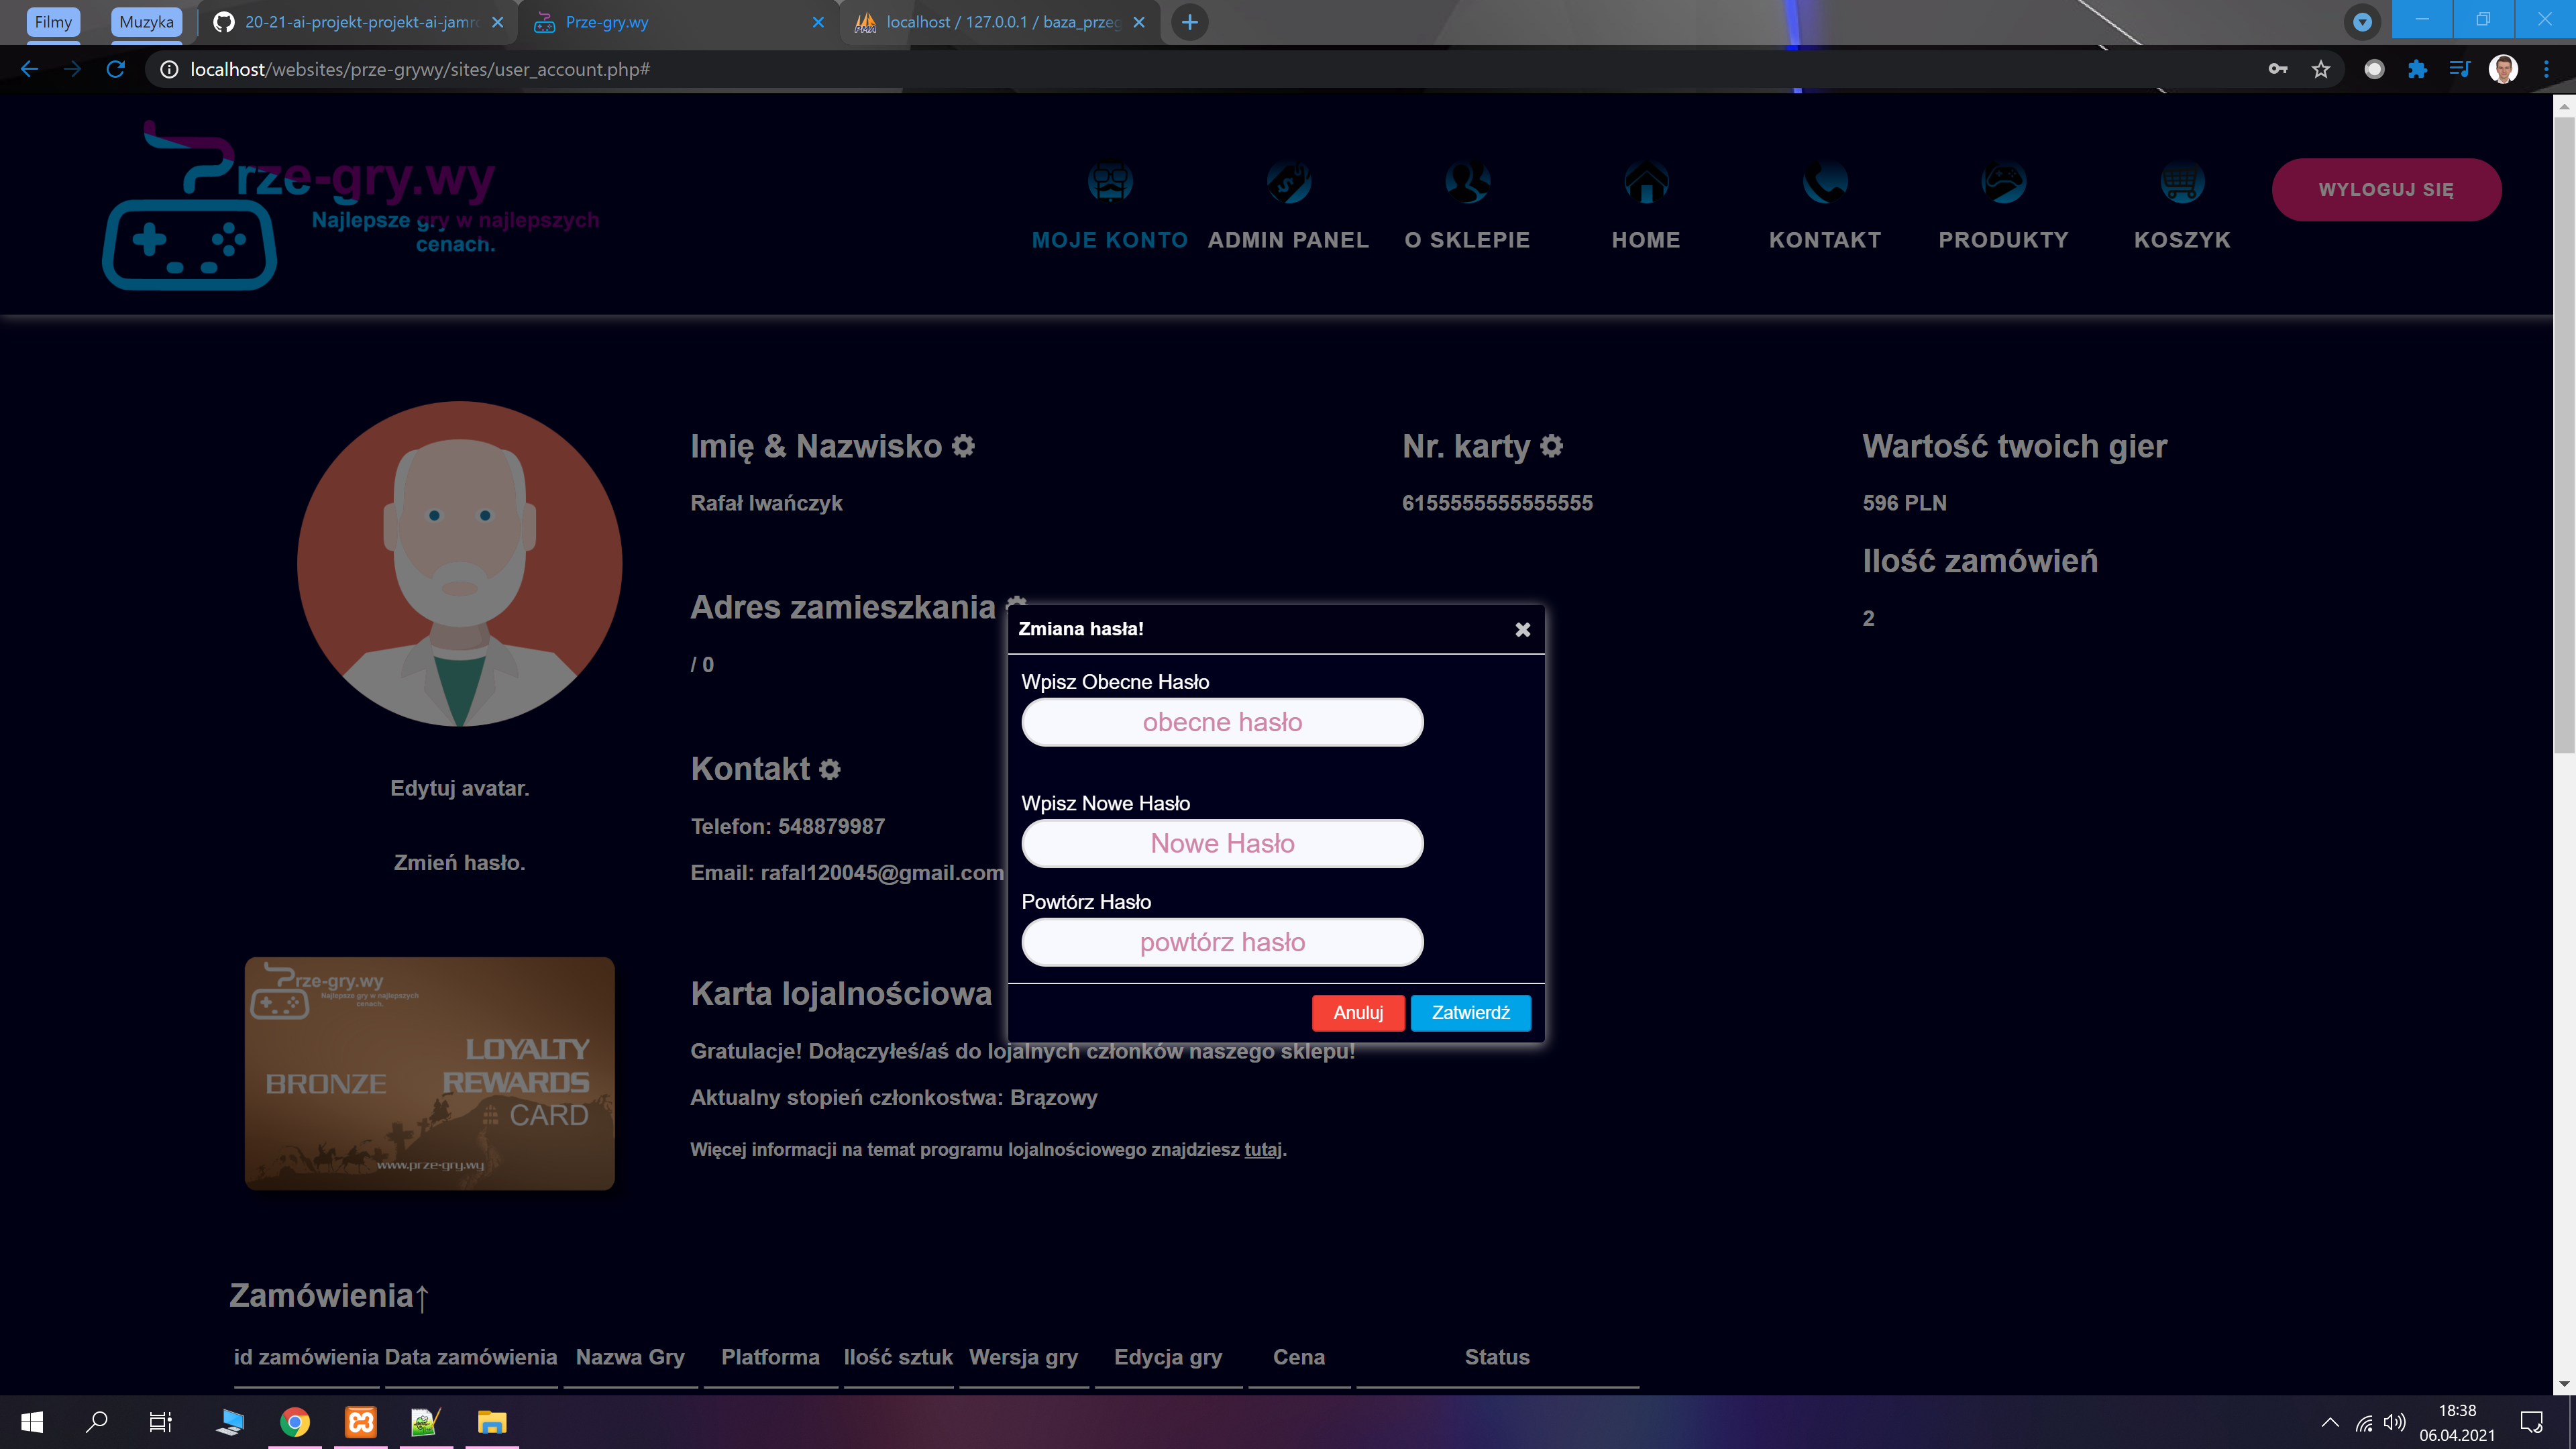 Filmy
Muzyka
20-21-ai-projekt-projekt-ai-jamro
Prze-gry.wy
localhost / 127.0.0.1 / baza_przeg
localhost/websites/prze-grywy/sites/user_account.php#
rze-gry.wy
Najlepsze gry w najlepszych
cenach.
MOJE KONTO
ADMIN PANEL
O SKLEPIE
HOME
KONTAKT
PRODUKTY
KOSZYK
WYLOGUJ SIĘ
Imię & Nazwisko
Rafał Iwańczyk
Nr. karty
6155555555555555
Wartość twoich gier
596 PLN
Ilość zamówień
2
Adres zamieszkania
/ 0
Kontakt
Telefon: 548879987
Email: rafal120045@gmail.com
Edytuj avatar.
Zmień hasło.
Zmiana hasła!
Wpisz Obecne Hasło
obecne hasło
Wpisz Nowe Hasło
Nowe Hasło
Powtórz Hasło
powtórz hasło
Anuluj
Zatwierdź
rze-gry.wy
Najlepsze gry w najlepszych
cenach.
LOYALTY
BRONZE
REWARDS
CARD
www.prze-gry.wy
Karta lojalnościowa
Gratulacje! Dołączyłeś/aś do lojalnych członków naszego sklepu!
Aktualny stopień członkostwa: Brązowy
Więcej informacji na temat programu lojalnościowego znajdziesz tutaj.
Zamówienia↑
id zamówienia
Data zamówienia
Nazwa Gry
Platforma
Ilość sztuk
Wersja gry
Edycja gry
Cena
Status
18:38
06.04.2021